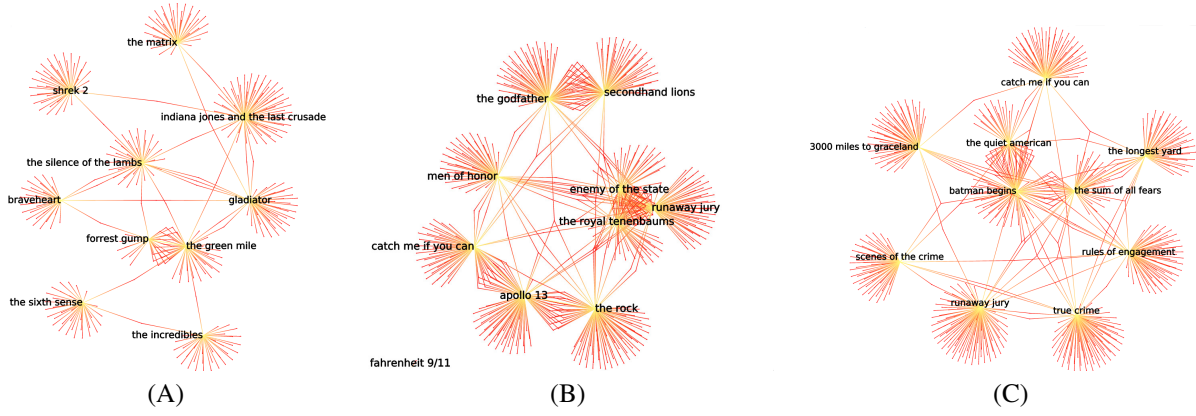 the matrix
shrek 2
indiana jones and the last crusade
the silence of the lambs
braveheart
gladiator
forrest gump
the green mile
the sixth sense
the incredibles
(A)
the godfather
secondhand lions
men of honor
enemy of the state
runaway jury
the royal tenenbaums
catch me if you can
apollo 13
the rock
fahrenheit 9/11
(B)
catch me if you can
3000 miles to graceland
the quiet american
the longest yard
batman begins
the sum of all fears
scenes of the crime
rules of engagement
runaway jury
true crime
(C)